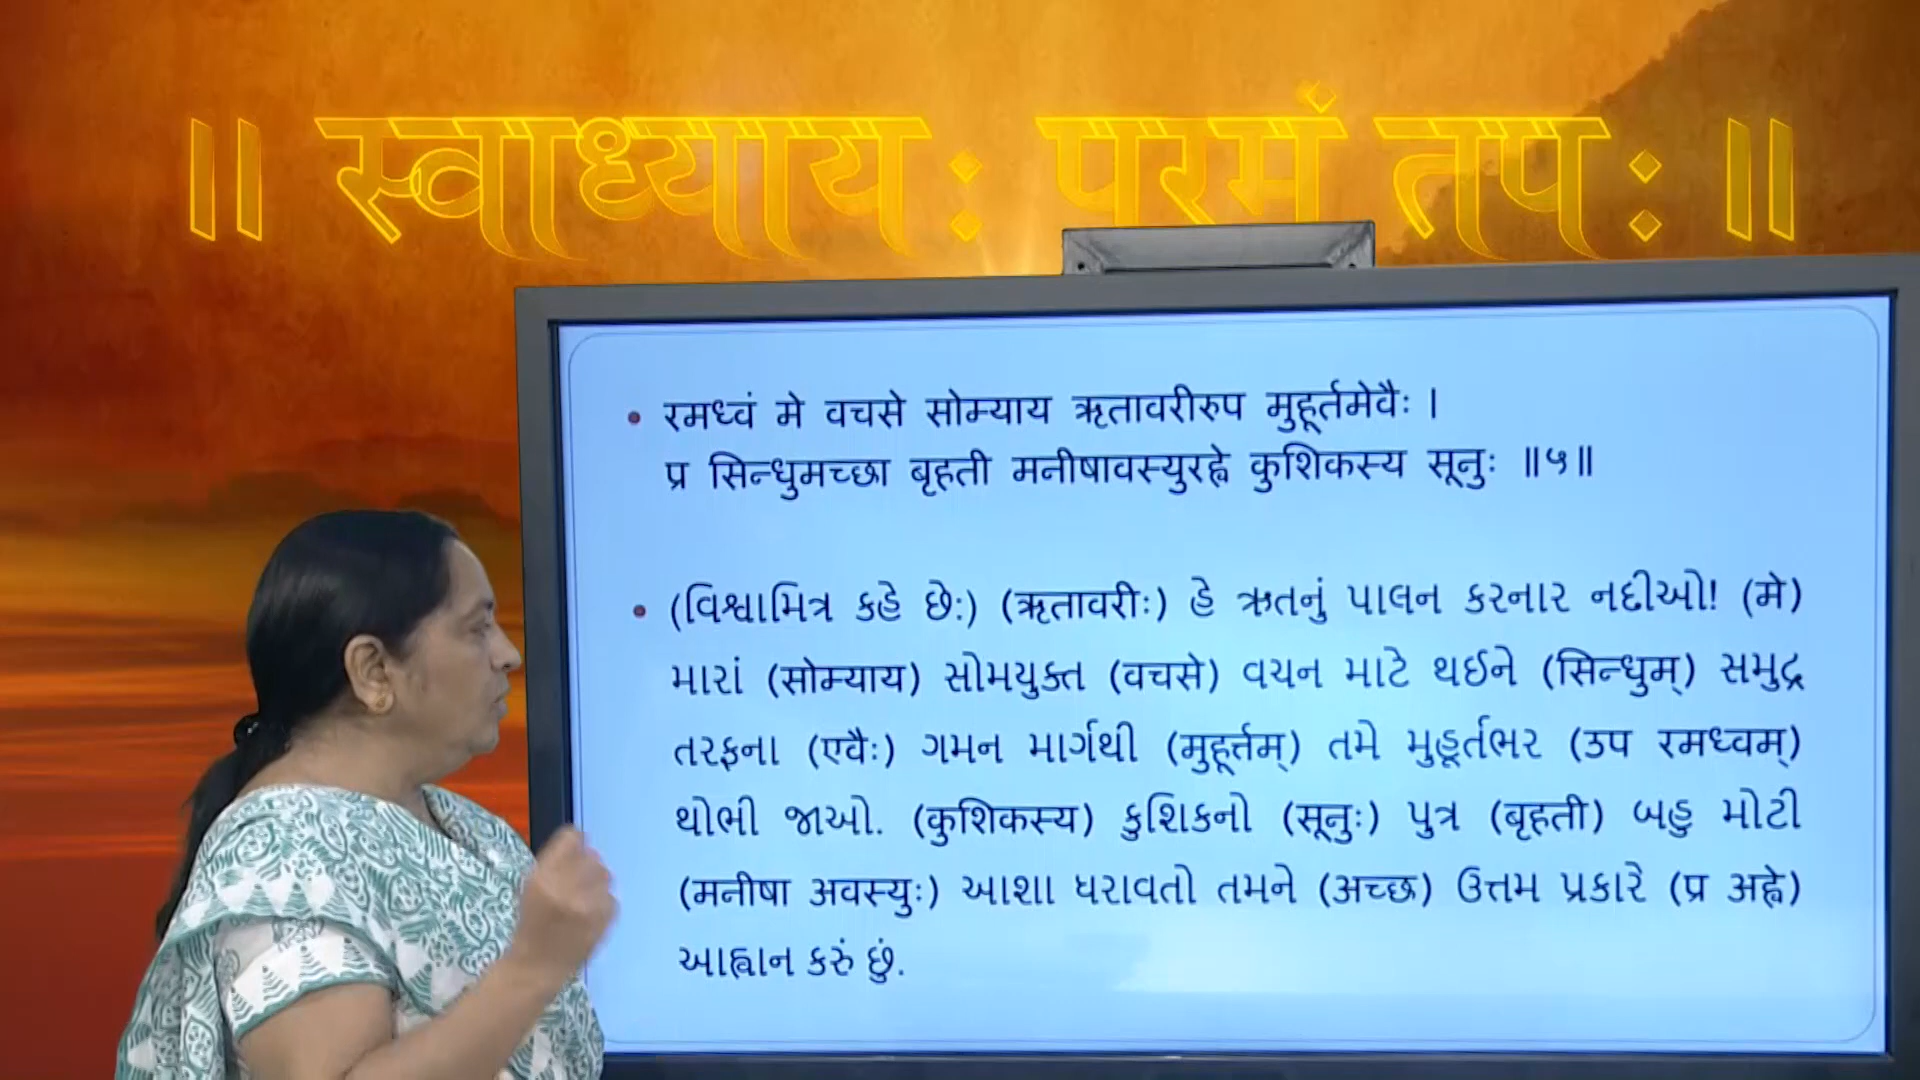 ॥ स्वाध्यायः परमं तपः ॥
• रमध्वं मे वचसे सोम्याय ऋतावरीरुप मुहूर्तमेवैः ।
प्र सिन्धुमच्छा बृहती मनीषावस्युरह्वे कुशिकस्य सूनुः ॥५॥
• (વિશ્વામિત્ર કહે છેઃ) (ऋतावरीः) હે ઋતનું પાલન કરનાર નદીઓ! (मे)
મારાં (सोम्याय) સોમયુક્ત (वचसे) વચન માટે થઈને (सिन्धुम्) સમુદ્ર
તરફના (एवैः) ગમન માર્ગથી (मुहूर्त्तम्) તમે મુહૂર્તભર (उप रमध्वम्)
થોભી જાઓ. (कुशिकस्य) કુશિકનો (सूनुः) પુત્ર (बृहती) બહુ મોટી
(मनीषा अवस्युः) આશા ધરાવતો તમને (अच्छ) ઉત્તમ પ્રકારે (प्र अह्वे)
આહ્વાન કરું છું.